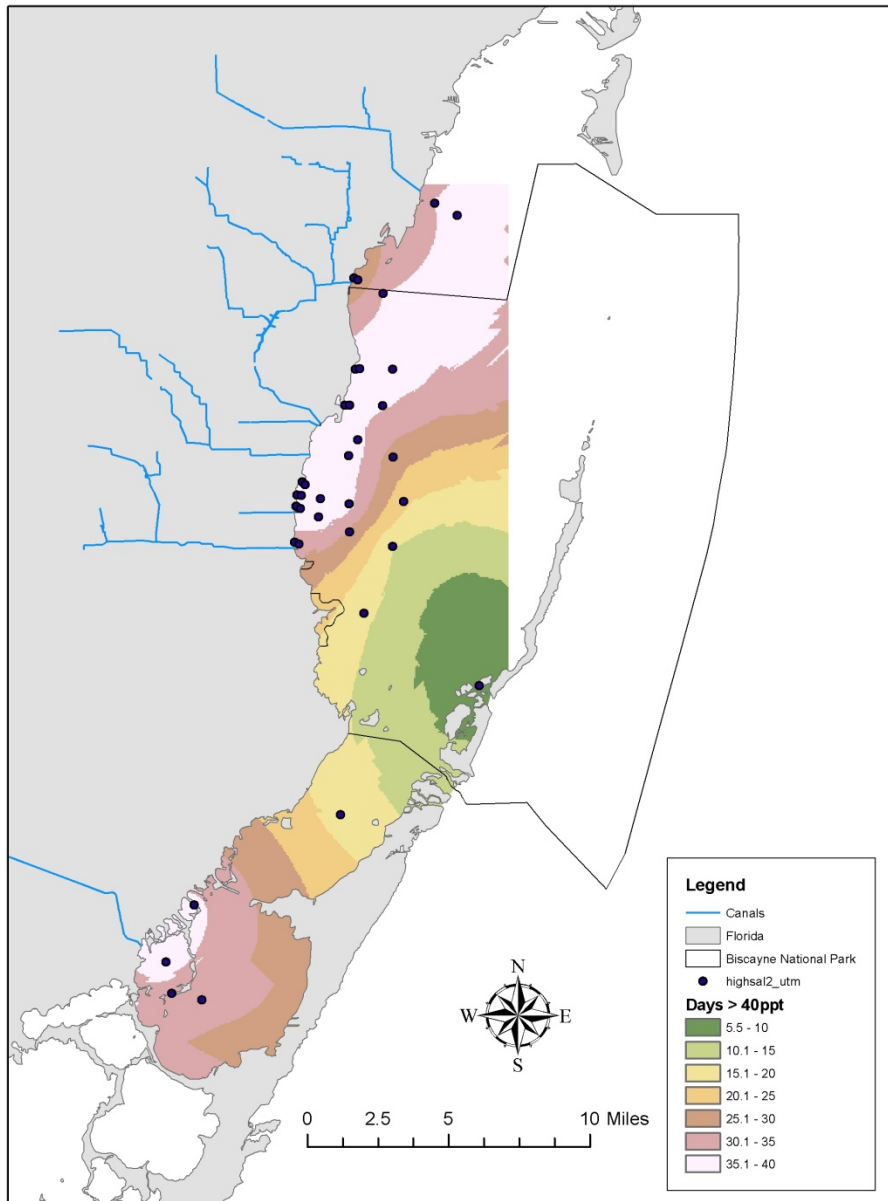 N
W E
S
0 2.5 5 10 Miles
Legend
Canals
Florida
Biscayne National Park
highsal2_utm
Days > 40ppt
5.5 - 10
10.1 - 15
15.1 - 20
20.1 - 25
25.1 - 30
30.1 - 35
35.1 - 40